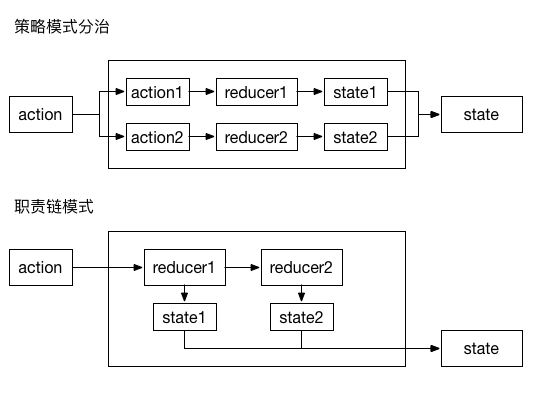 策略模式分治
action
action1
reducer1
state1
action2
reducer2
state2
state
职责链模式
action
reducer1
reducer2
state1
state2
state